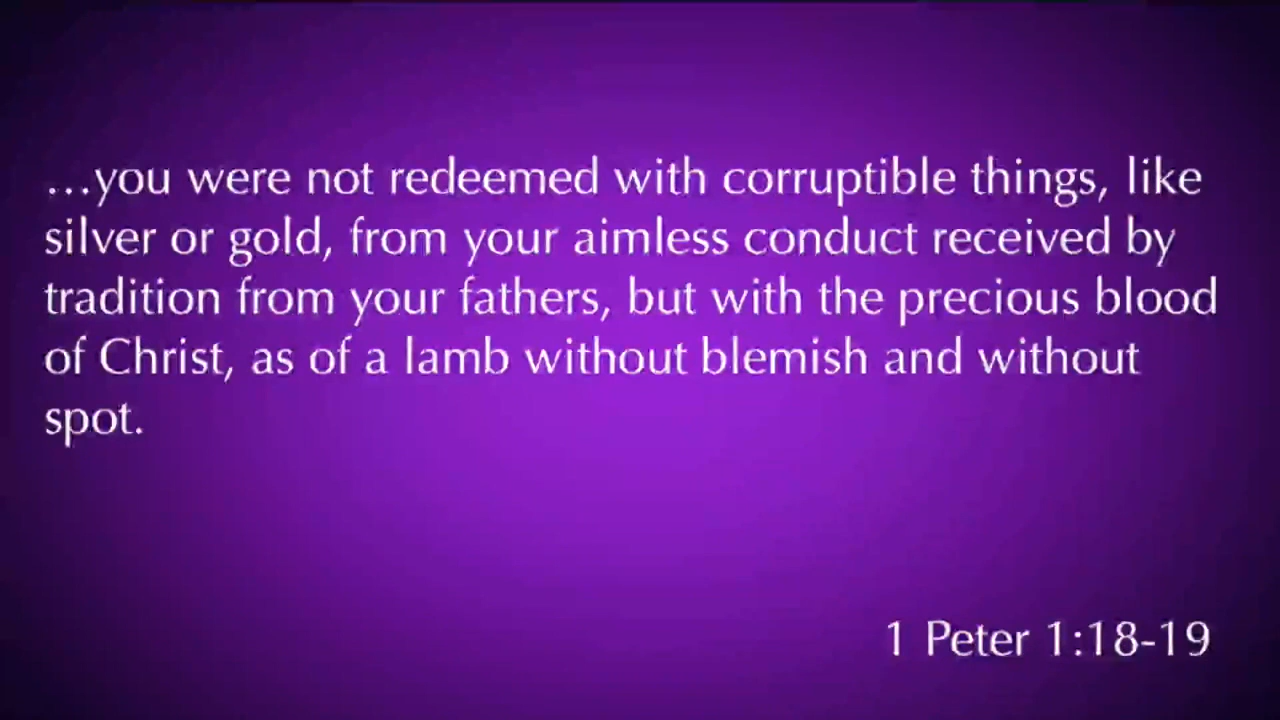 …you were not redeemed with corruptible things, like
silver or gold, from your aimless conduct received by
tradition from your fathers, but with the precious blood
of Christ, as of a lamb without blemish and without
spot.
1 Peter 1:18-19